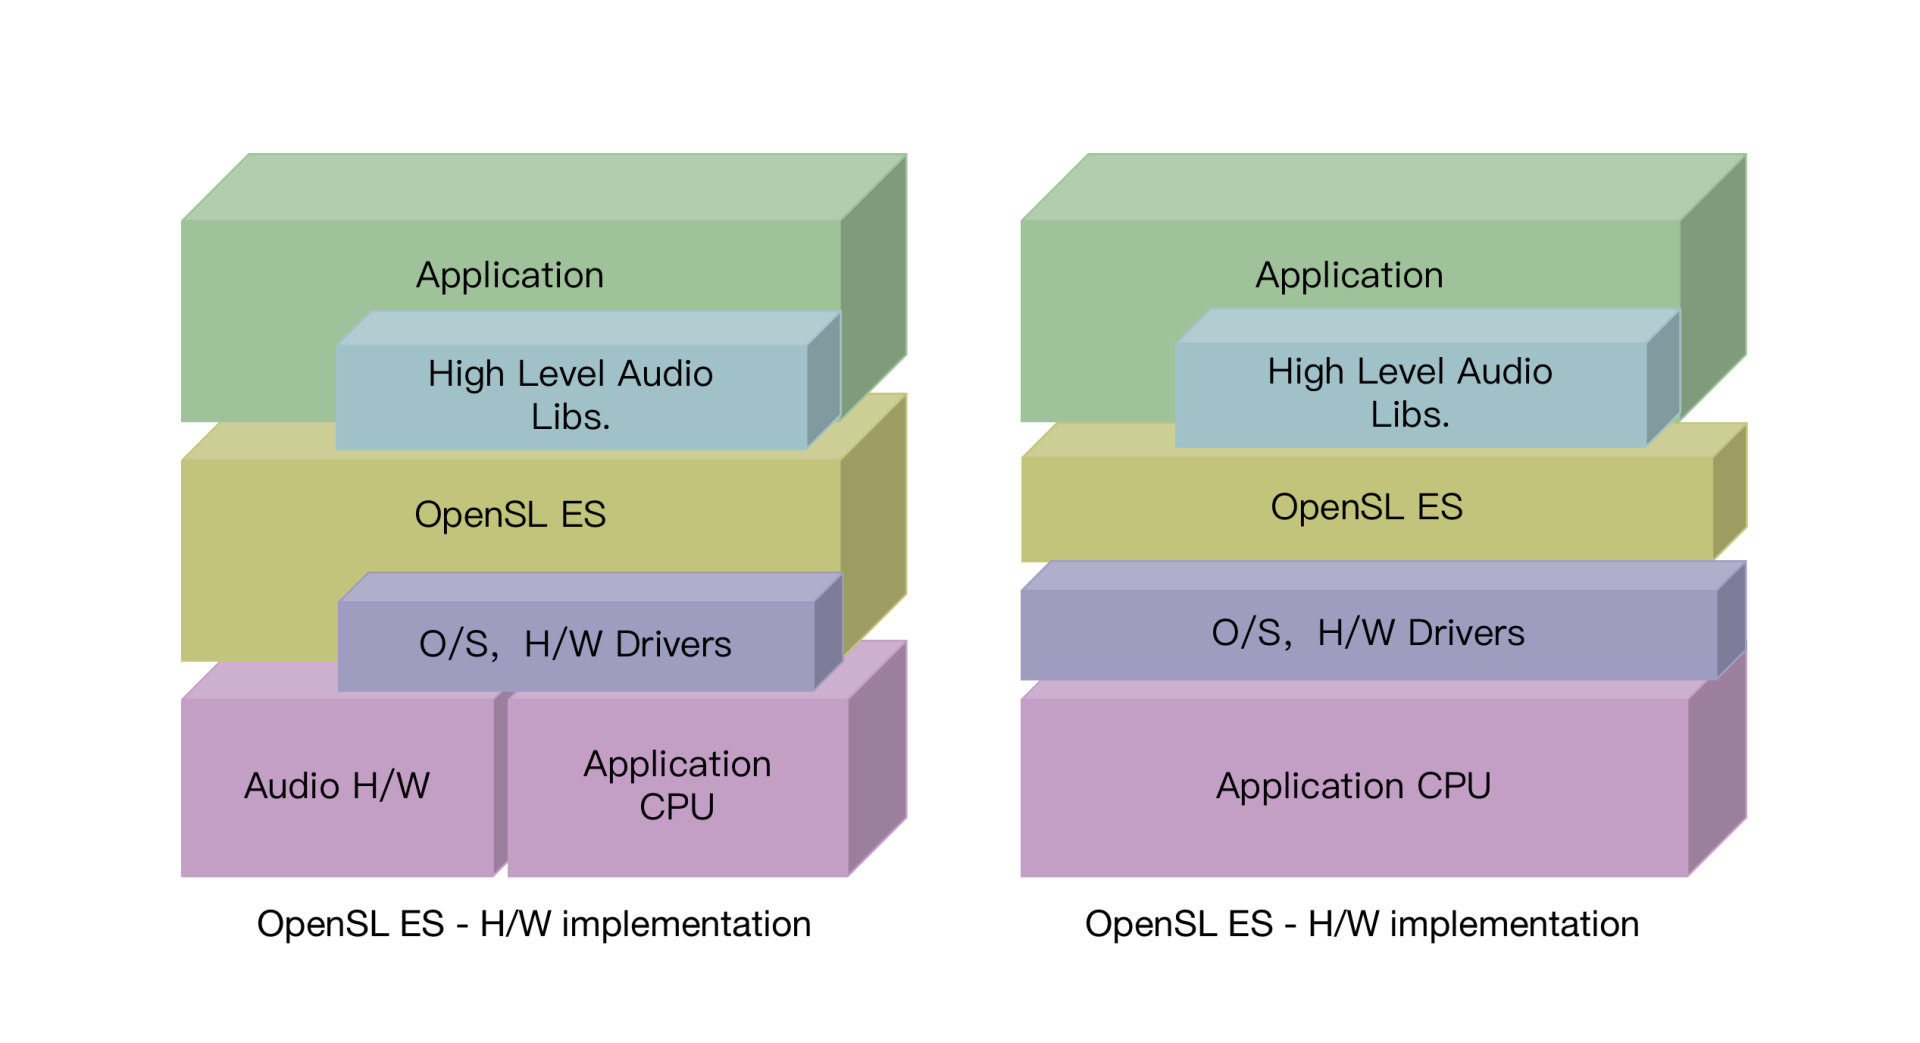 Application
High Level Audio
Libs.
OpenSL ES
O/S，H/W Drivers
Audio H/W
Application
CPU
OpenSL ES - H/W implementation
Application
High Level Audio
Libs.
OpenSL ES
O/S，H/W Drivers
Application CPU
OpenSL ES - H/W implementation